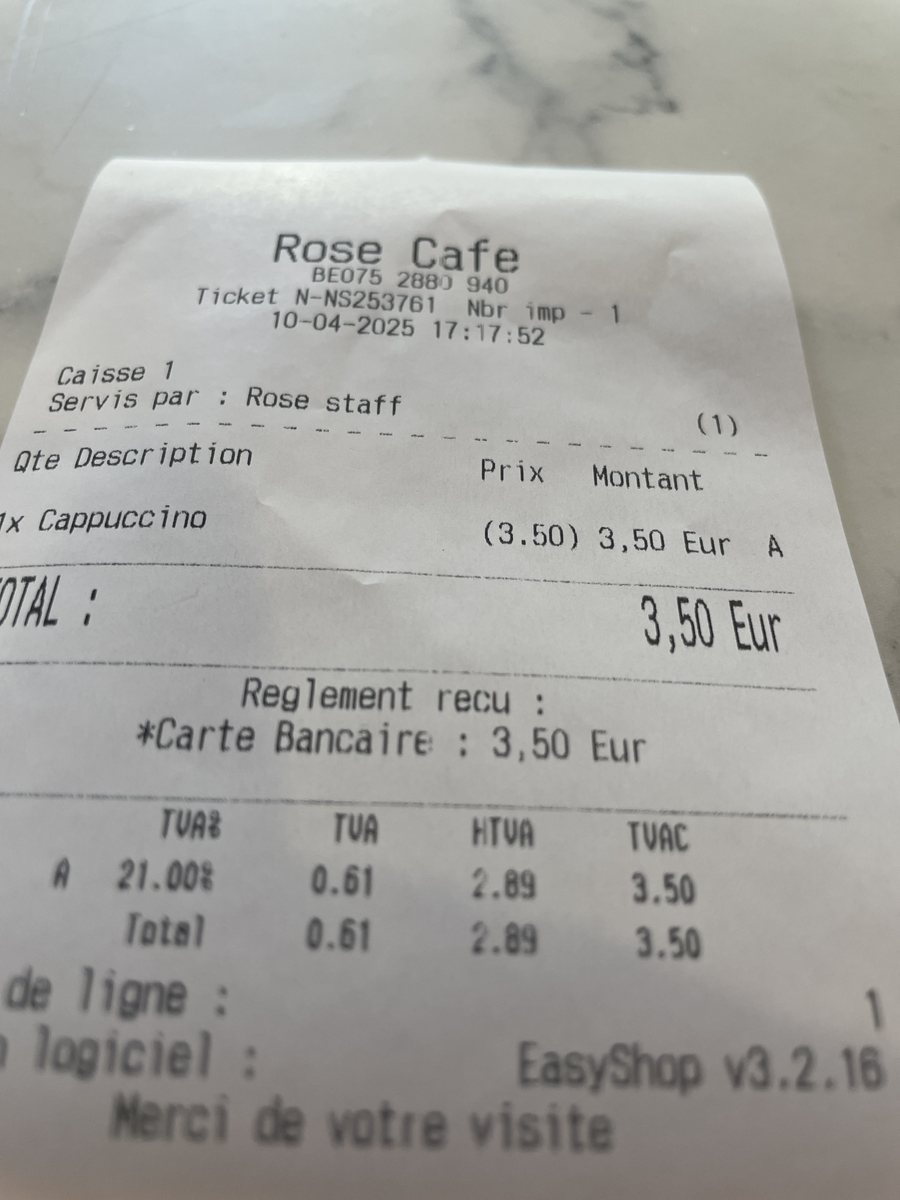 Rose Cafe
BE075 2880 940
Ticket N-NS253761 Nbr imp - 1
10-04-2025 17:17:52
Caisse 1
Servis par : Rose staff (1)
Qte Description Prix Montant
1x Cappuccino (3.50) 3,50 Eur A
TOTAL : 3,50 Eur
Reglement recu :
*Carte Bancaire : 3,50 Eur
TVA% TVA HTVA TVAC
A 21.00% 0.61 2.89 3.50
Total 0.61 2.89 3.50
de ligne : 1
logiciel : EasyShop v3.2.16
Merci de votre visite